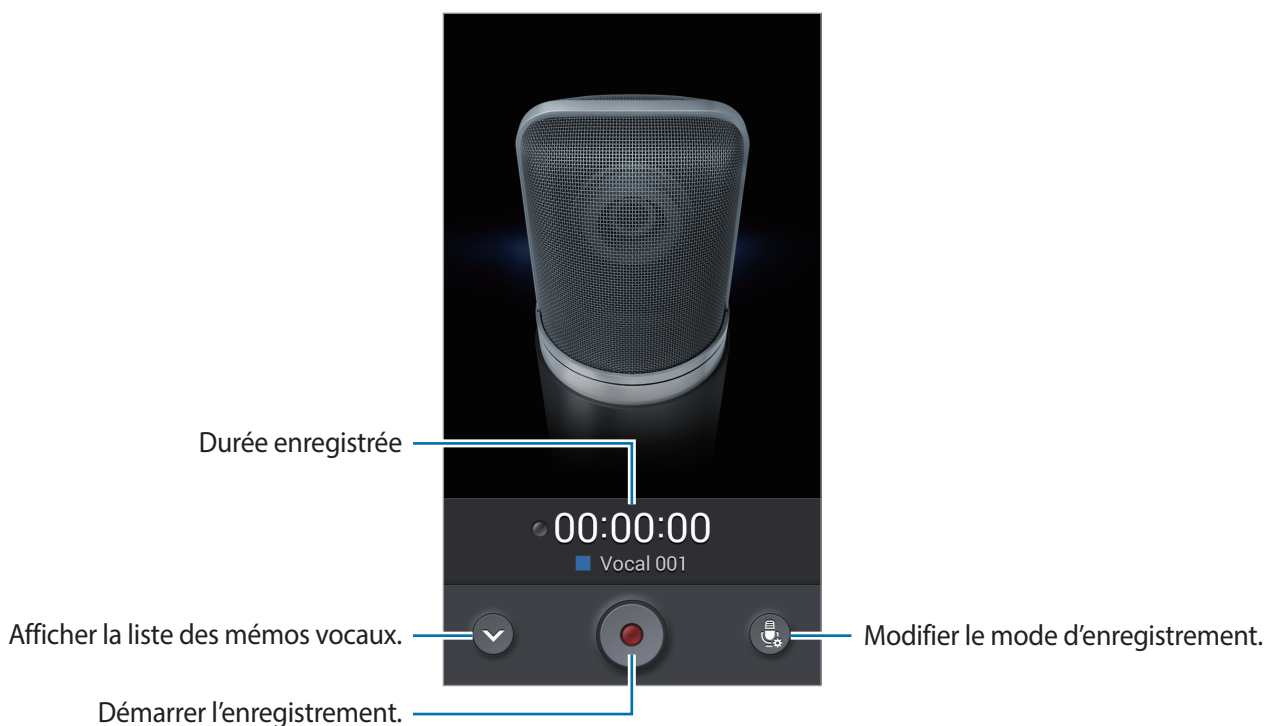 Durée enregistrée
00:00:00
Vocal 001
Afficher la liste des mémos vocaux.
Modifier le mode d’enregistrement.
Démarrer l’enregistrement.